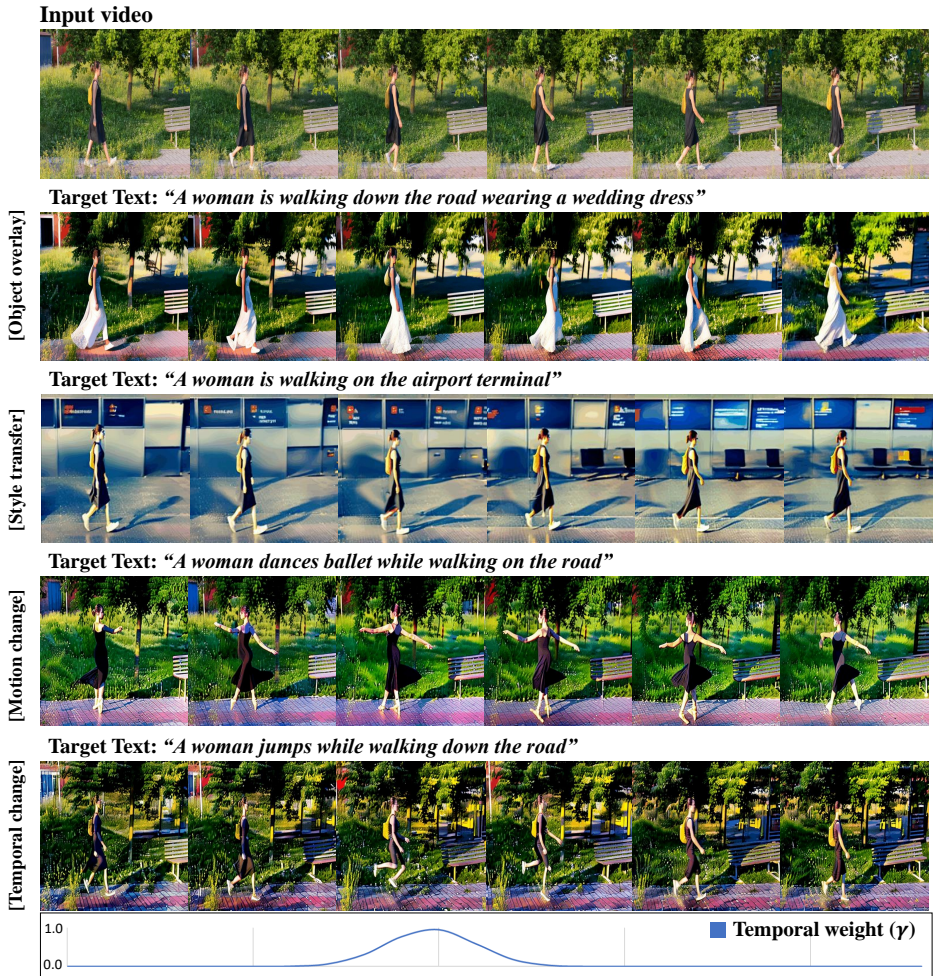 Input video
Target Text: “A woman is walking down the road wearing a wedding dress”
[Object overlay]
Target Text: “A woman is walking on the airport terminal”
[Style transfer]
Target Text: “A woman dances ballet while walking on the road”
[Motion change]
Target Text: “A woman jumps while walking down the road”
[Temporal change]
1.0
0.0
Temporal weight (γ)